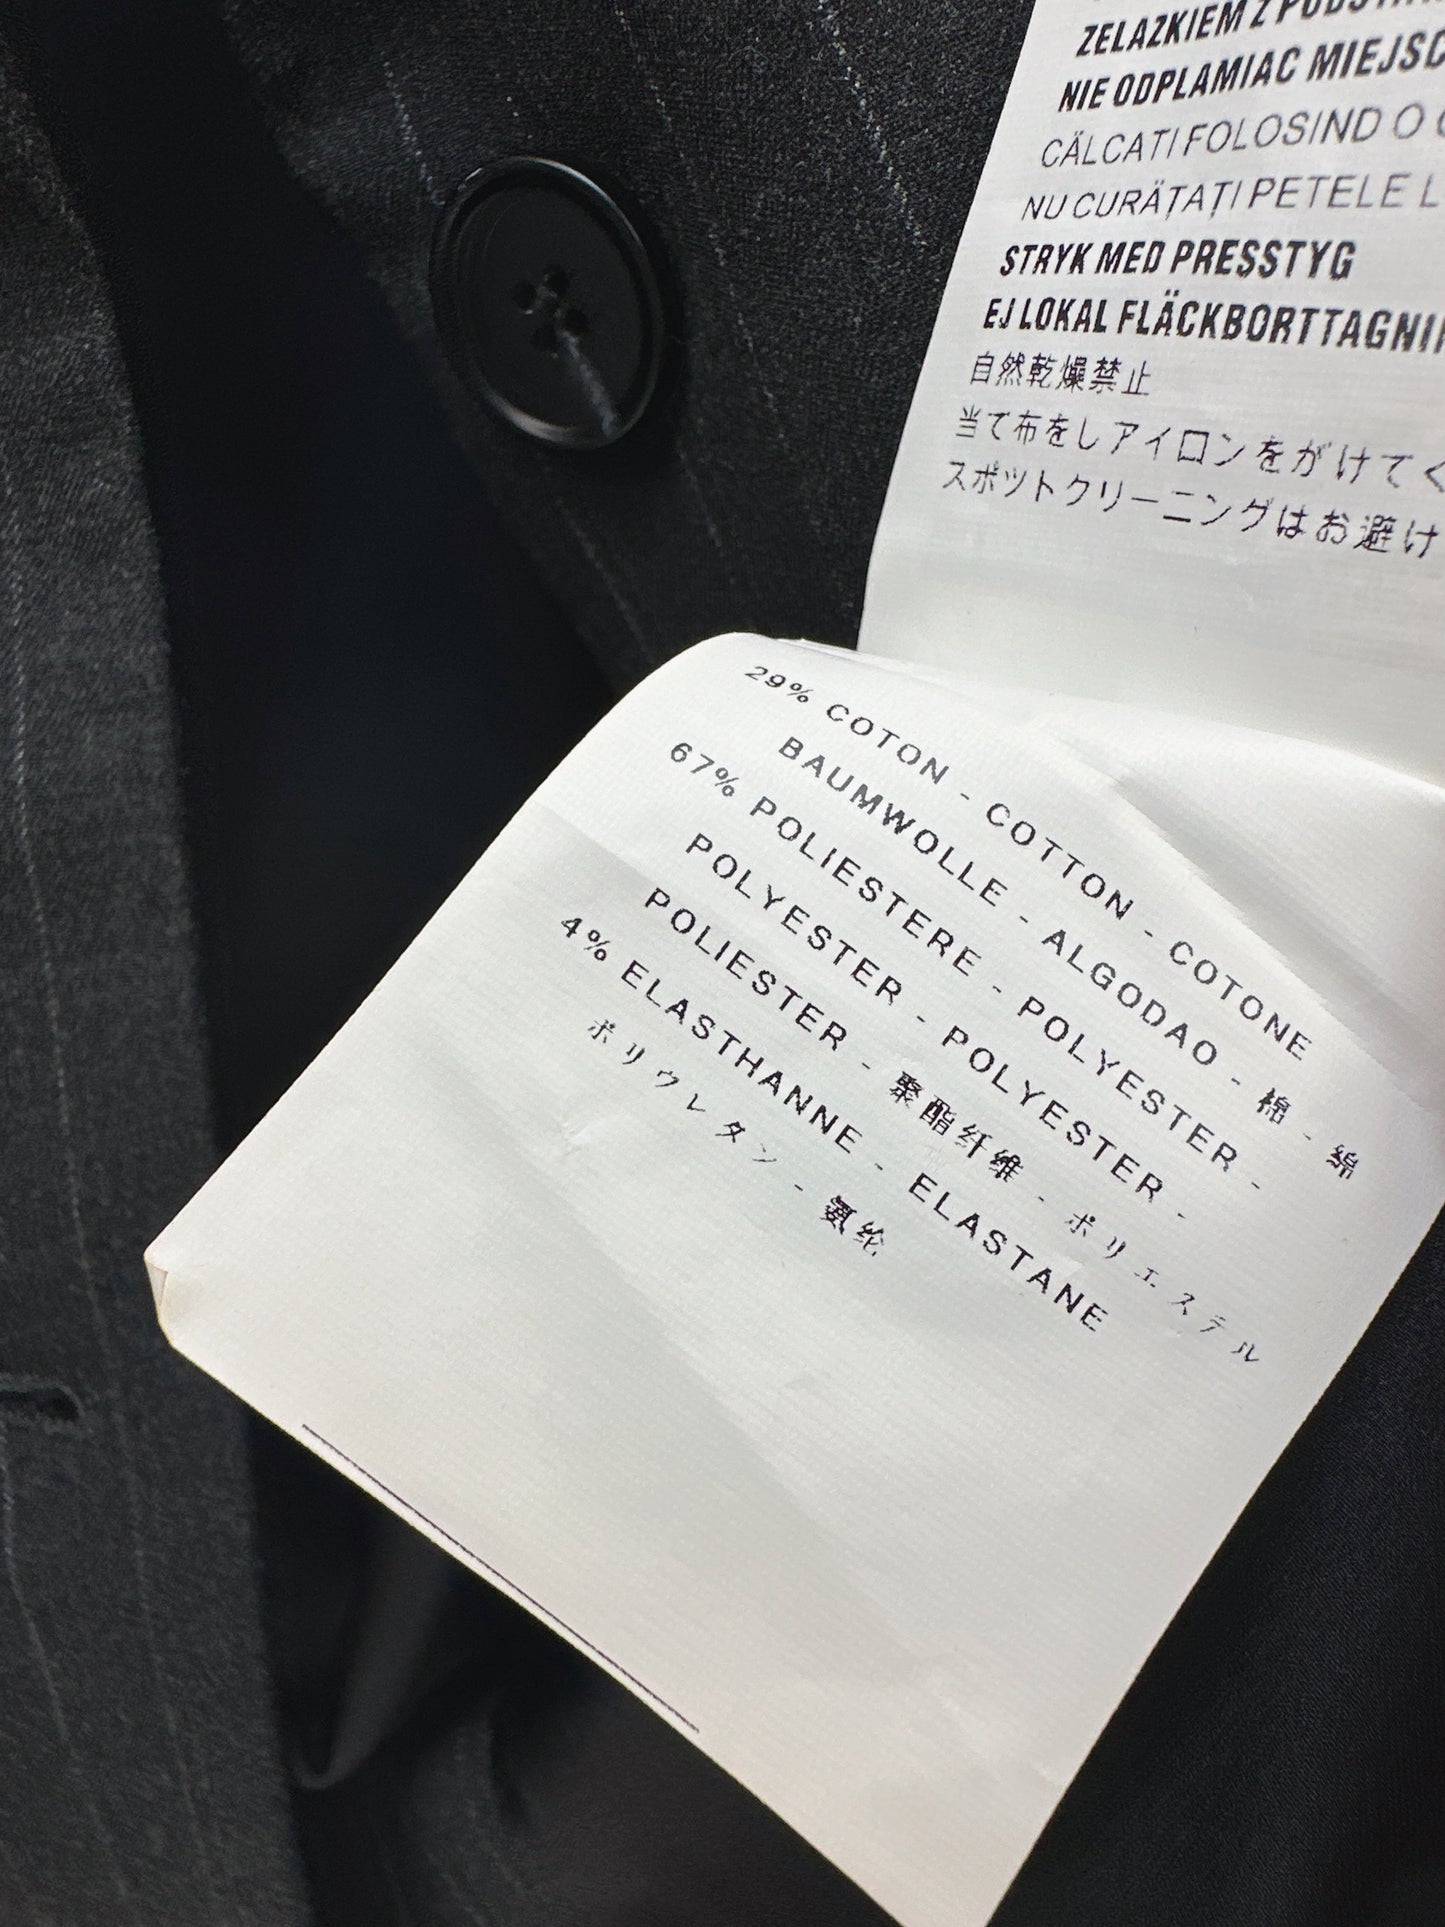 ZELAZKIEM Z
NIE ODPLAMIAC MIEJSC
CĂLCATI FOLOSIND O
NU CURĂŢAŢI PETELE L
STRYK MED PRESSTYG
EJ LOKAL FLÄCKBORTTAGNI
自然乾燥禁止
当て布をしアイロンをがけてく
スポツトクリーニングはお避け
29% COTON - COTTON - COTONE
BAUMWOLLE - ALGODAO - 棉 - 綿
67% POLIESTERE - POLYESTER -
POLYESTER - POLYESTER -
POLIESTER - 聚酯纤维 - ポリエステル
4% ELASTHANNE - ELASTANE
ポリウレタン - 氨纶